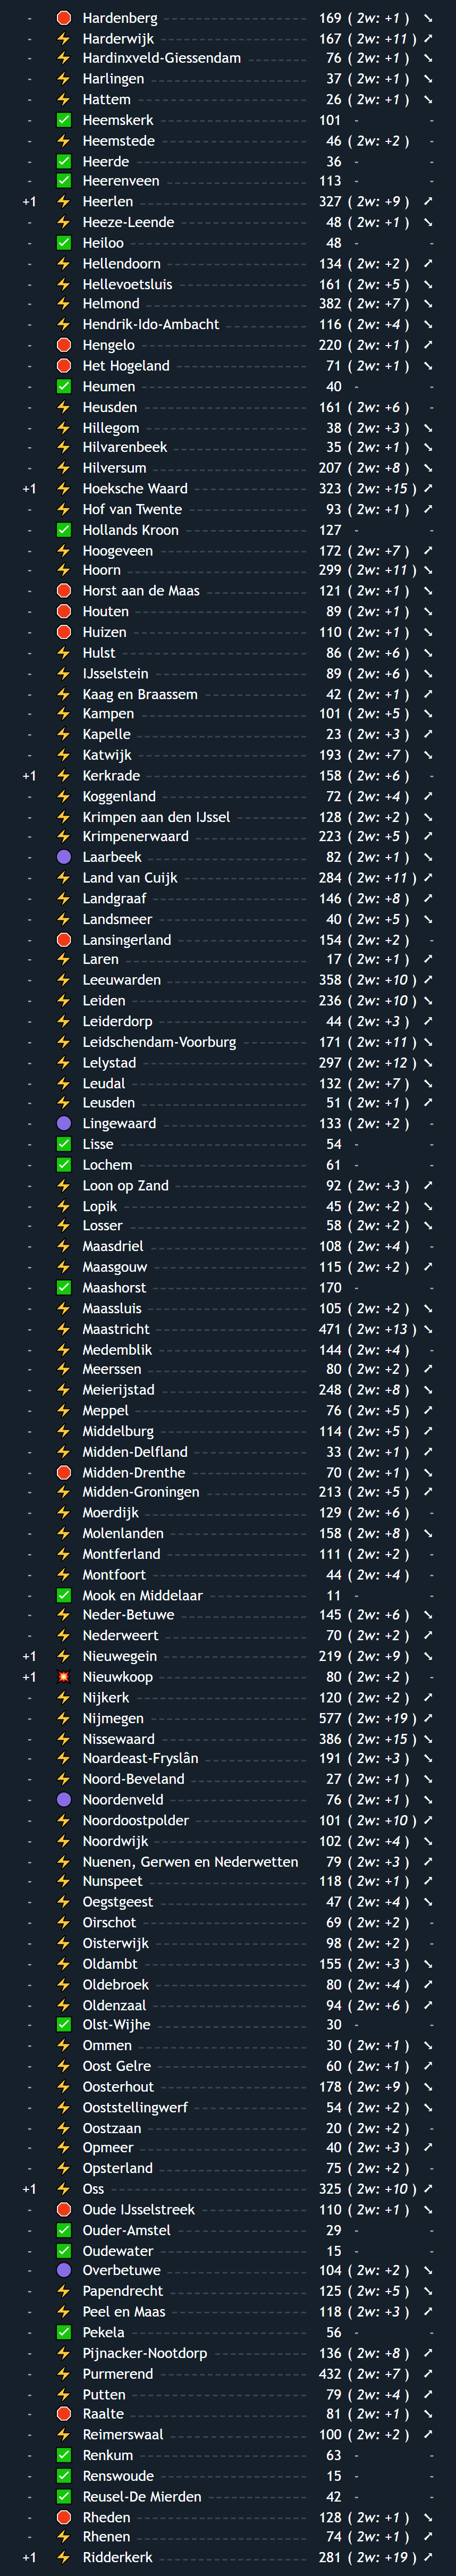 - 🛑 Hardenberg 169 ( 2w: +1 ) ↘
- ⚡ Harderwijk 167 ( 2w: +11 ) ↗
- ⚡ Hardinxveld-Giessendam 76 ( 2w: +1 ) ↘
- ⚡ Harlingen 37 ( 2w: +1 ) ↘
- ⚡ Hattem 26 ( 2w: +1 ) ↘
- ✅ Heemskerk 101 - -
- ⚡ Heemstede 46 ( 2w: +2 ) -
- ✅ Heerde 36 - -
- ✅ Heerenveen 113 - -
+1 ⚡ Heerlen 327 ( 2w: +9 ) ↗
- ⚡ Heeze-Leende 48 ( 2w: +1 ) ↘
- ✅ Heiloo 48 - -
- ⚡ Hellendoorn 134 ( 2w: +2 ) ↗
- ⚡ Hellevoetsluis 161 ( 2w: +5 ) ↘
- ⚡ Helmond 382 ( 2w: +7 ) ↘
- ⚡ Hendrik-Ido-Ambacht 116 ( 2w: +4 ) ↘
- 🛑 Hengelo 220 ( 2w: +1 ) ↗
- 🛑 Het Hogeland 71 ( 2w: +1 ) ↘
- ✅ Heumen 40 - -
- ⚡ Heusden 161 ( 2w: +6 ) -
- ⚡ Hillegom 38 ( 2w: +3 ) ↘
- ⚡ Hilvarenbeek 35 ( 2w: +1 ) ↘
- ⚡ Hilversum 207 ( 2w: +8 ) ↘
+1 ⚡ Hoeksche Waard 323 ( 2w: +15 ) ↗
- ⚡ Hof van Twente 93 ( 2w: +1 ) ↗
- ✅ Hollands Kroon 127 - -
- ⚡ Hoogeveen 172 ( 2w: +7 ) ↗
- ⚡ Hoorn 299 ( 2w: +11 ) ↘
- 🛑 Horst aan de Maas 121 ( 2w: +1 ) ↘
- 🛑 Houten 89 ( 2w: +1 ) ↘
- 🛑 Huizen 110 ( 2w: +1 ) ↘
- ⚡ Hulst 86 ( 2w: +6 ) ↘
- ⚡ IJsselstein 89 ( 2w: +6 ) ↘
- ⚡ Kaag en Braassem 42 ( 2w: +1 ) ↗
- ⚡ Kampen 101 ( 2w: +5 ) ↘
- ⚡ Kapelle 23 ( 2w: +3 ) ↗
- ⚡ Katwijk 193 ( 2w: +7 ) ↘
+1 ⚡ Kerkrade 158 ( 2w: +6 ) -
- ⚡ Koggenland 72 ( 2w: +4 ) ↗
- ⚡ Krimpen aan den IJssel 128 ( 2w: +2 ) ↘
- ⚡ Krimpenerwaard 223 ( 2w: +5 ) ↗
- 🟣 Laarbeek 82 ( 2w: +1 ) ↘
- ⚡ Land van Cuijk 284 ( 2w: +11 ) ↗
- ⚡ Landgraaf 146 ( 2w: +8 ) ↗
- ⚡ Landsmeer 40 ( 2w: +5 ) ↘
- 🛑 Lansingerland 154 ( 2w: +2 ) -
- ⚡ Laren 17 ( 2w: +1 ) ↗
- ⚡ Leeuwarden 358 ( 2w: +10 ) ↗
- ⚡ Leiden 236 ( 2w: +10 ) ↘
- ⚡ Leiderdorp 44 ( 2w: +3 ) ↗
- ⚡ Leidschendam-Voorburg 171 ( 2w: +11 ) ↘
- ⚡ Lelystad 297 ( 2w: +12 ) ↘
- ⚡ Leudal 132 ( 2w: +7 ) ↘
- ⚡ Leusden 51 ( 2w: +1 ) ↗
- 🟣 Lingewaard 133 ( 2w: +2 ) -
- ✅ Lisse 54 - -
- ✅ Lochem 61 - -
- ⚡ Loon op Zand 92 ( 2w: +3 ) ↗
- ⚡ Lopik 45 ( 2w: +2 ) ↘
- ⚡ Losser 58 ( 2w: +2 ) ↘
- ⚡ Maasdriel 108 ( 2w: +4 ) -
- ⚡ Maasgouw 115 ( 2w: +2 ) ↗
- ✅ Maashorst 170 - -
- ⚡ Maassluis 105 ( 2w: +2 ) ↘
- ⚡ Maastricht 471 ( 2w: +13 ) ↘
- ⚡ Medemblik 144 ( 2w: +4 ) -
- ⚡ Meerssen 80 ( 2w: +2 ) ↗
- ⚡ Meierijstad 248 ( 2w: +8 ) ↘
- ⚡ Meppel 76 ( 2w: +5 ) ↗
- ⚡ Middelburg 114 ( 2w: +5 ) ↗
- ⚡ Midden-Delfland 33 ( 2w: +1 ) ↗
- 🛑 Midden-Drenthe 70 ( 2w: +1 ) ↘
- ⚡ Midden-Groningen 213 ( 2w: +5 ) ↗
- ⚡ Moerdijk 129 ( 2w: +6 ) -
- ⚡ Molenlanden 158 ( 2w: +8 ) ↘
- ⚡ Montferland 111 ( 2w: +2 ) -
- ⚡ Montfoort 44 ( 2w: +4 ) -
- ✅ Mook en Middelaar 11 - -
- ⚡ Neder-Betuwe 145 ( 2w: +6 ) ↘
- ⚡ Nederweert 70 ( 2w: +2 ) ↗
+1 ⚡ Nieuwegein 219 ( 2w: +9 ) ↘
+1 💥 Nieuwkoop 80 ( 2w: +2 ) -
- ⚡ Nijkerk 120 ( 2w: +2 ) ↗
- ⚡ Nijmegen 577 ( 2w: +19 ) ↗
- ⚡ Nissewaard 386 ( 2w: +15 ) ↘
- ⚡ Noardeast-Fryslân 191 ( 2w: +3 ) ↘
- ⚡ Noord-Beveland 27 ( 2w: +1 ) ↘
- 🟣 Noordenveld 76 ( 2w: +1 ) ↘
- ⚡ Noordoostpolder 101 ( 2w: +10 ) ↗
- ⚡ Noordwijk 102 ( 2w: +4 ) ↘
- ⚡ Nuenen, Gerwen en Nederwetten 79 ( 2w: +3 ) ↗
- ⚡ Nunspeet 118 ( 2w: +1 ) ↗
- ⚡ Oegstgeest 47 ( 2w: +4 ) ↘
- ⚡ Oirschot 69 ( 2w: +2 ) -
- ⚡ Oisterwijk 98 ( 2w: +2 ) -
- ⚡ Oldambt 155 ( 2w: +3 ) ↘
- ⚡ Oldebroek 80 ( 2w: +4 ) ↗
- ⚡ Oldenzaal 94 ( 2w: +6 ) ↗
- ✅ Olst-Wijhe 30 - -
- ⚡ Ommen 30 ( 2w: +1 ) ↘
- ⚡ Oost Gelre 60 ( 2w: +1 ) ↗
- ⚡ Oosterhout 178 ( 2w: +9 ) ↘
- ⚡ Ooststellingwerf 54 ( 2w: +2 ) ↘
- ⚡ Oostzaan 20 ( 2w: +2 ) -
- ⚡ Opmeer 40 ( 2w: +3 ) ↗
- ⚡ Opsterland 75 ( 2w: +2 ) -
+1 ⚡ Oss 325 ( 2w: +10 ) ↗
- 🛑 Oude IJsselstreek 110 ( 2w: +1 ) ↘
- ✅ Ouder-Amstel 29 - -
- ✅ Oudewater 15 - -
- 🟣 Overbetuwe 104 ( 2w: +2 ) ↘
- ⚡ Papendrecht 125 ( 2w: +5 ) ↘
- ⚡ Peel en Maas 118 ( 2w: +3 ) ↗
- ✅ Pekela 56 - -
- ⚡ Pijnacker-Nootdorp 136 ( 2w: +8 ) ↗
- ⚡ Purmerend 432 ( 2w: +7 ) ↗
- ⚡ Putten 79 ( 2w: +4 ) ↗
- 🛑 Raalte 81 ( 2w: +1 ) ↘
- ⚡ Reimerswaal 100 ( 2w: +2 ) ↗
- ✅ Renkum 63 - -
- ✅ Renswoude 15 - -
- ✅ Reusel-De Mierden 42 - -
- 🛑 Rheden 128 ( 2w: +1 ) ↘
- ⚡ Rhenen 74 ( 2w: +1 ) ↗
+1 ⚡ Ridderkerk 281 ( 2w: +19 ) ↗